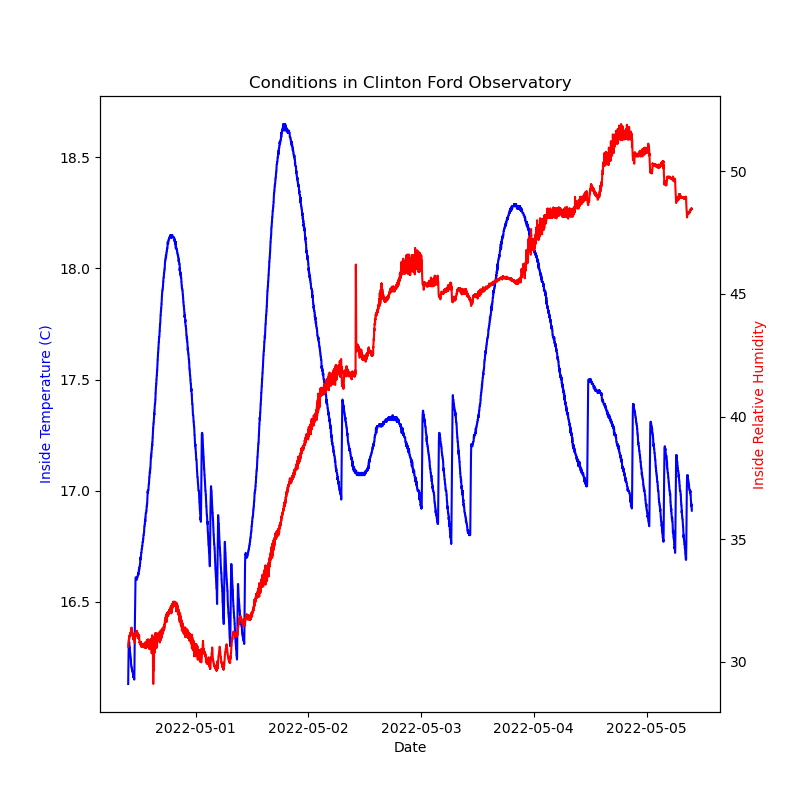 Conditions in Clinton Ford Observatory
Inside Temperature (C)
18.5
18.0
17.5
17.0
16.5
50
45
40
35
30
Inside Relative Humidity
2022-05-01 2022-05-02 2022-05-03 2022-05-04 2022-05-05
Date